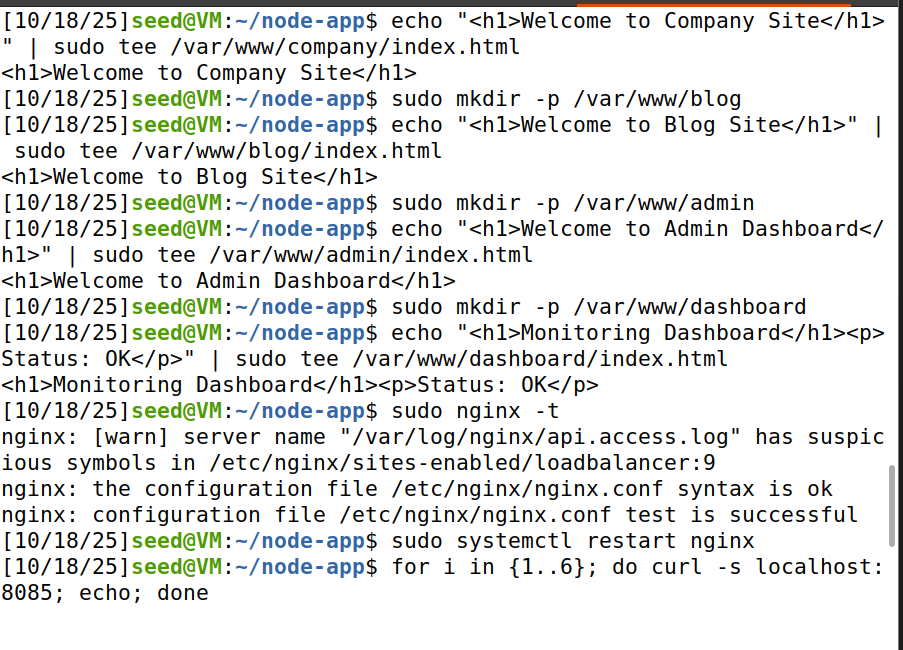 [10/18/25]seed@VM:~/node-app$ echo "<h1>Welcome to Company Site</h1>
" | sudo tee /var/www/company/index.html
<h1>Welcome to Company Site</h1>
[10/18/25]seed@VM:~/node-app$ sudo mkdir -p /var/www/blog
[10/18/25]seed@VM:~/node-app$ echo "<h1>Welcome to Blog Site</h1>" |
 sudo tee /var/www/blog/index.html
<h1>Welcome to Blog Site</h1>
[10/18/25]seed@VM:~/node-app$ sudo mkdir -p /var/www/admin
[10/18/25]seed@VM:~/node-app$ echo "<h1>Welcome to Admin Dashboard</
h1>" | sudo tee /var/www/admin/index.html
<h1>Welcome to Admin Dashboard</h1>
[10/18/25]seed@VM:~/node-app$ sudo mkdir -p /var/www/dashboard
[10/18/25]seed@VM:~/node-app$ echo "<h1>Monitoring Dashboard</h1><p>
Status: OK</p>" | sudo tee /var/www/dashboard/index.html
<h1>Monitoring Dashboard</h1><p>Status: OK</p>
[10/18/25]seed@VM:~/node-app$ sudo nginx -t
nginx: [warn] server name "/var/log/nginx/api.access.log" has suspic
ious symbols in /etc/nginx/sites-enabled/loadbalancer:9
nginx: the configuration file /etc/nginx/nginx.conf syntax is ok
nginx: configuration file /etc/nginx/nginx.conf test is successful
[10/18/25]seed@VM:~/node-app$ sudo systemctl restart nginx
[10/18/25]seed@VM:~/node-app$ for i in {1..6}; do curl -s localhost:
8085; echo; done